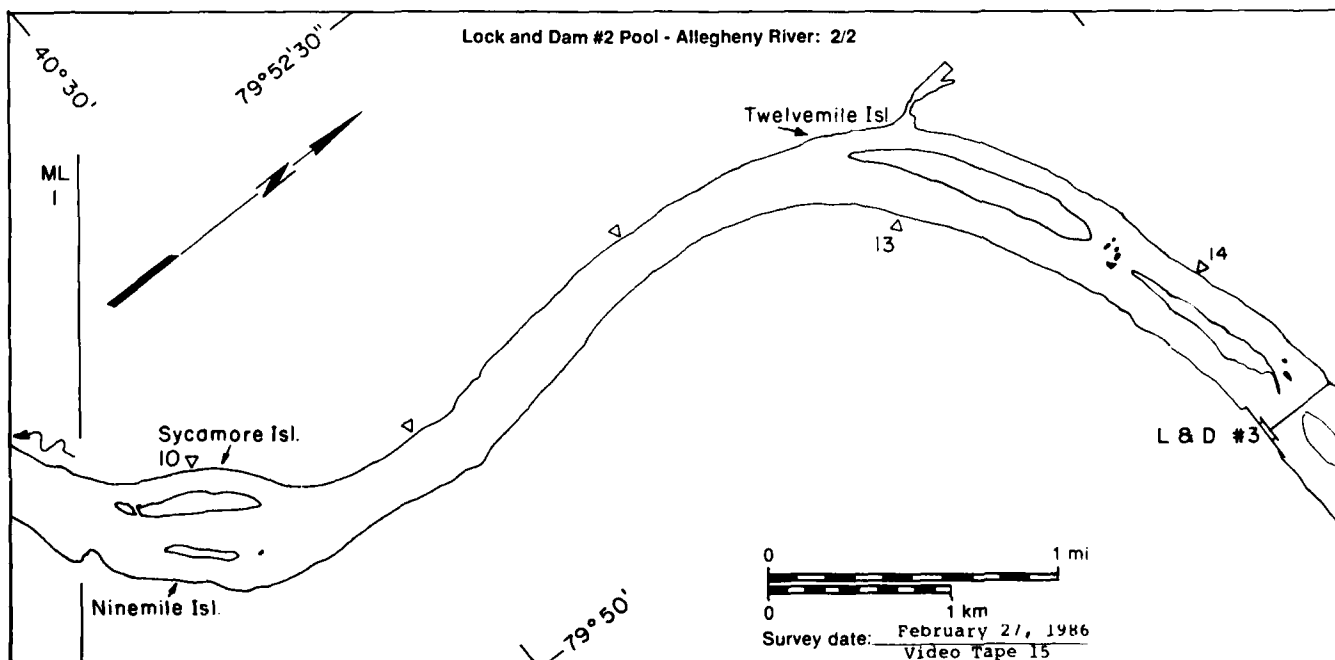 Lock and Dam #2 Pool - Allegheny River: 2/2
40°30'
79°52'30"
N
Twelvemile Isl
ML
1
13
14
Sycamore Isl.
10
L & D #3
Ninemile Isl.
79°50'
0 1 mi
0 1 km
Survey date: February 27, 1986
Video Tape 15